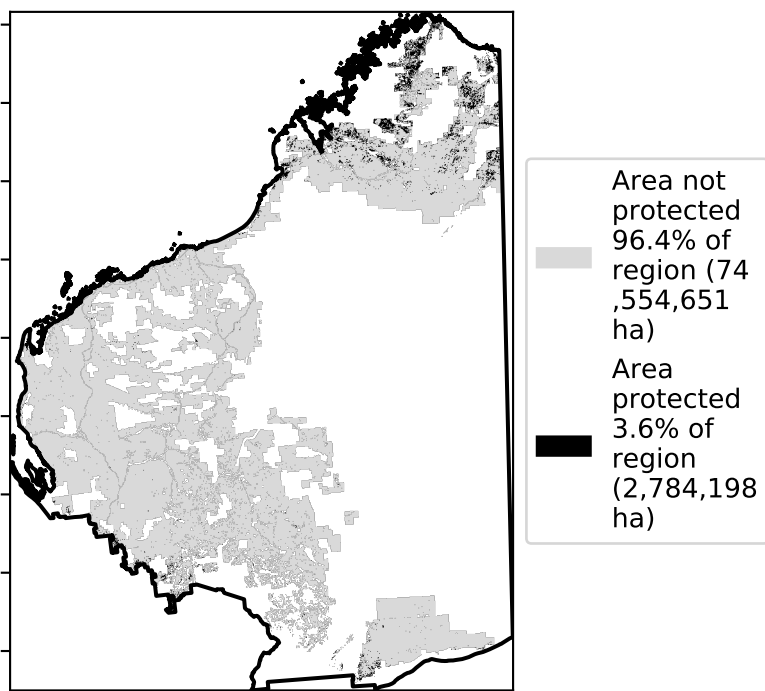 Area not
protected
96.4% of
region (74
,554,651
ha)
Area
protected
3.6% of
region
(2,784,198
ha)